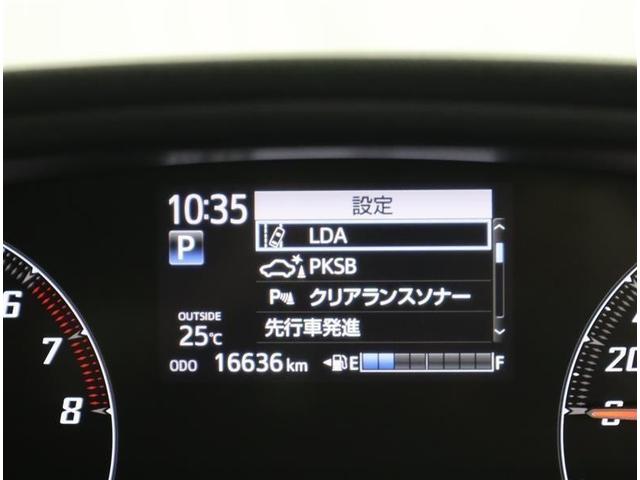 10:35
設定
P
LDA
PKSB
P クリアランスソナー
先行車発進
OUTSIDE
25℃
ODO 16636 km
E F
6
7
8
20
0